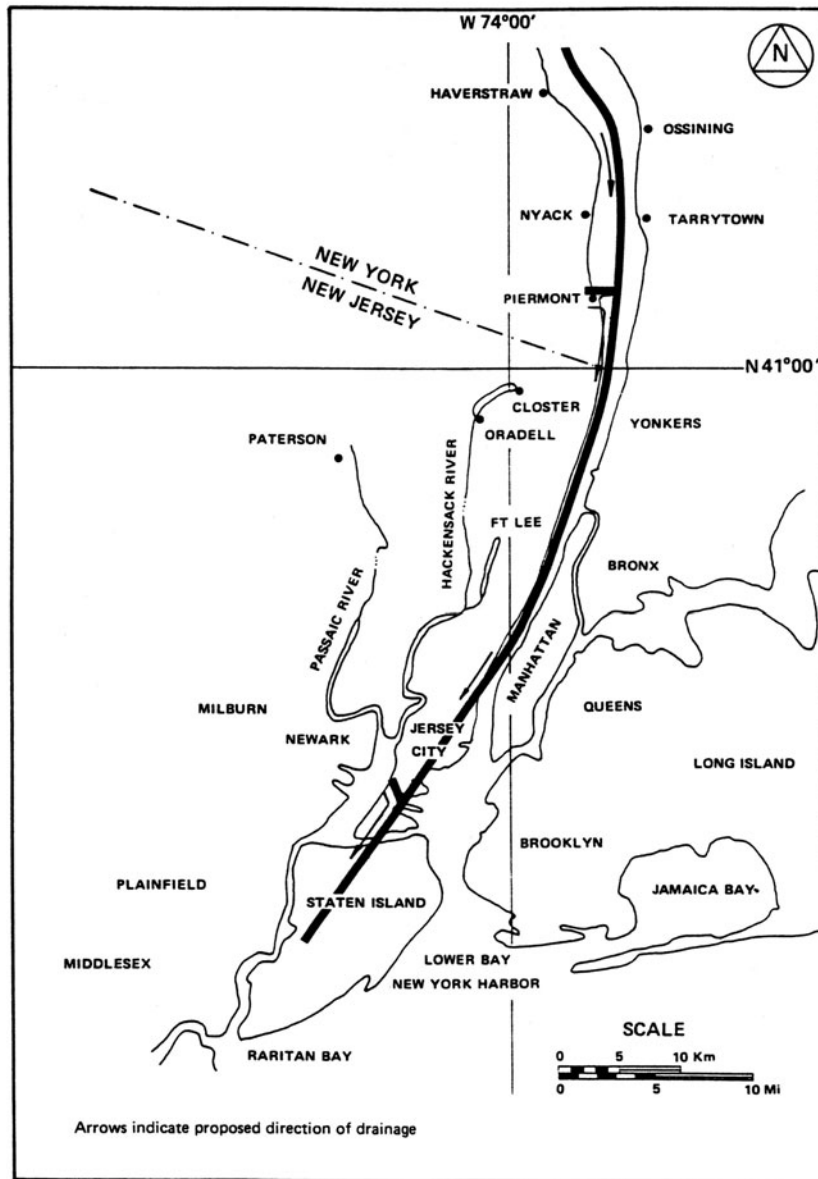 W 74°00'
N
HAVERSTRAW
OSSINING
NYACK
TARRYTOWN
NEW YORK
NEW JERSEY
PIERMONT
N 41°00'
CLOSTER
ORADELL
YONKERS
PATERSON
HACKENSACK RIVER
FT LEE
BRONX
PASSAIC RIVER
MANHATTAN
MILBURN
QUEENS
NEWARK
JERSEY
CITY
LONG ISLAND
BROOKLYN
PLAINFIELD
JAMAICA BAY
STATEN ISLAND
MIDDLESEX
LOWER BAY
NEW YORK HARBOR
SCALE
RARITAN BAY
0 5 10 Km
0 5 10 Mi
Arrows indicate proposed direction of drainage